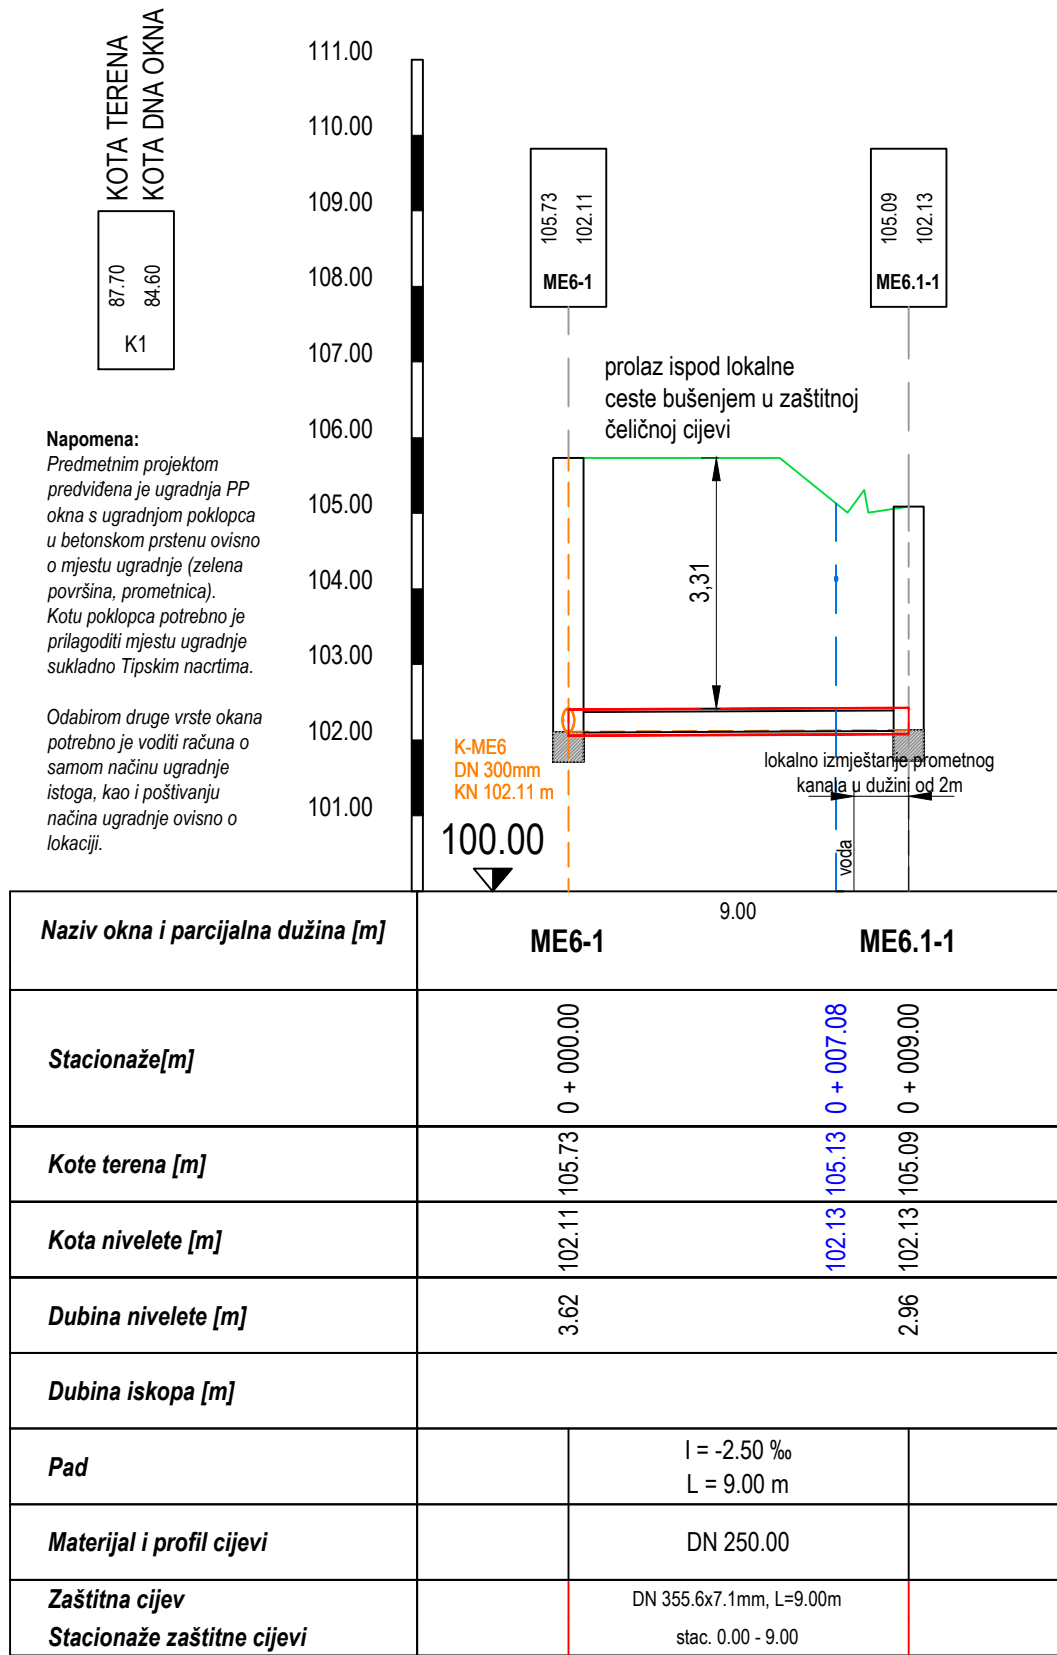 KOTA TERENA
KOTA DNA OKNA
87.70
84.60
K1
Napomena:
Predmetnim projektom
predviđena je ugradnja PP
okna s ugradnjom poklopca
u betonskom prstenu ovisno
o mjestu ugradnje (zelena
površina, prometnica).
Kotu poklopca potrebno je
prilagoditi mjestu ugradnje
sukladno Tipskim nacrtima.
Odabirom druge vrste okana
potrebno je voditi računa o
samom načinu ugradnje
istoga, kao i poštivanju
načina ugradnje ovisno o
lokaciji.
111.00
110.00
109.00
108.00
107.00
106.00
105.00
104.00
103.00
102.00
101.00
100.00
105.73
102.11
ME6-1
105.09
102.13
ME6.1-1
prolaz ispod lokalne
ceste bušenjem u zaštitnoj
čeličnoj cijevi
3,31
K-ME6
DN 300mm
KN 102.11 m
lokalno izmještanje prometnog
kanala u dužini od 2m
voda
Naziv okna i parcijalna dužina [m]
9.00
ME6-1
ME6.1-1
Stacionaže[m]
0 + 000.00
0 + 007.08
0 + 009.00
Kote terena [m]
105.73
105.13
105.09
Kota nivelete [m]
102.11
102.13
102.13
Dubina nivelete [m]
3.62
2.96
Dubina iskopa [m]
Pad
I = -2.50 ‰
L = 9.00 m
Materijal i profil cijevi
DN 250.00
Zaštitna cijev
DN 355.6x7.1mm, L=9.00m
Stacionaže zaštitne cijevi
stac. 0.00 - 9.00